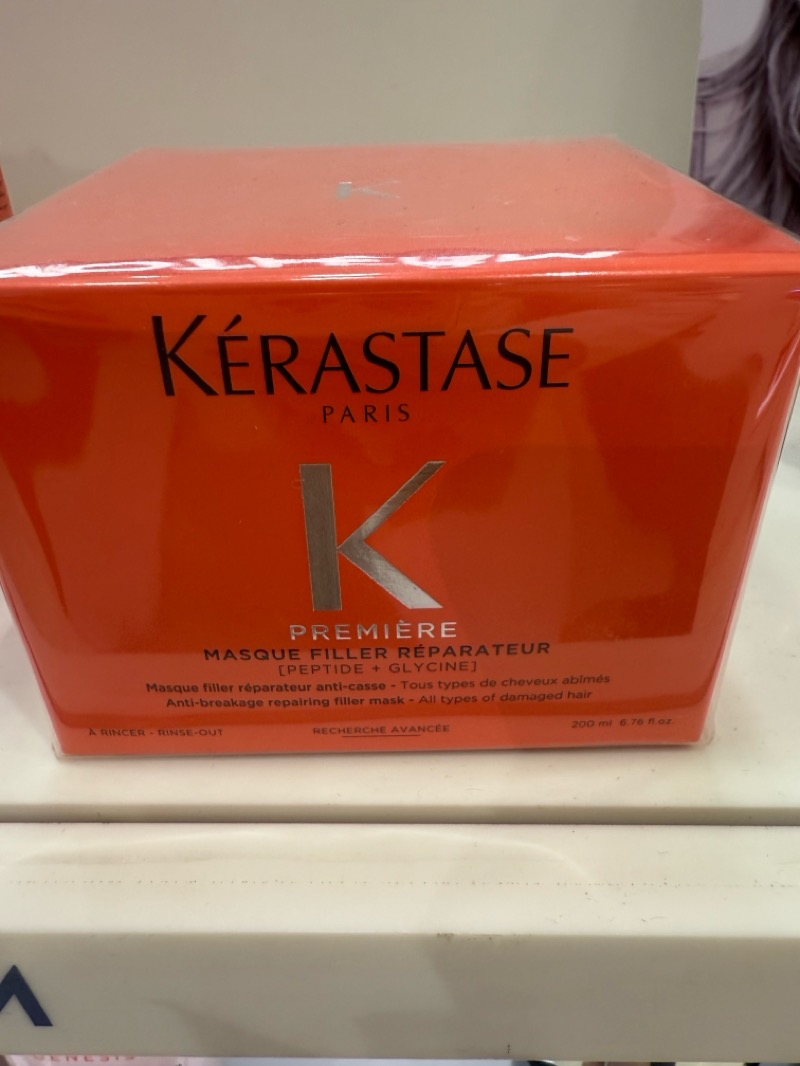 K
KÉRASTASE
PARIS
K
PREMIÈRE
MASQUE FILLER RÉPARATEUR
[PEPTIDE + GLYCINE]
Masque filler réparateur anti-casse - Tous types de cheveux abîmés
Anti-breakage repairing filler mask - All types of damaged hair
À RINCER - RINSE-OUT RECHERCHE AVANCÉE 200 ml 6.76 fl.oz.
GENESIS